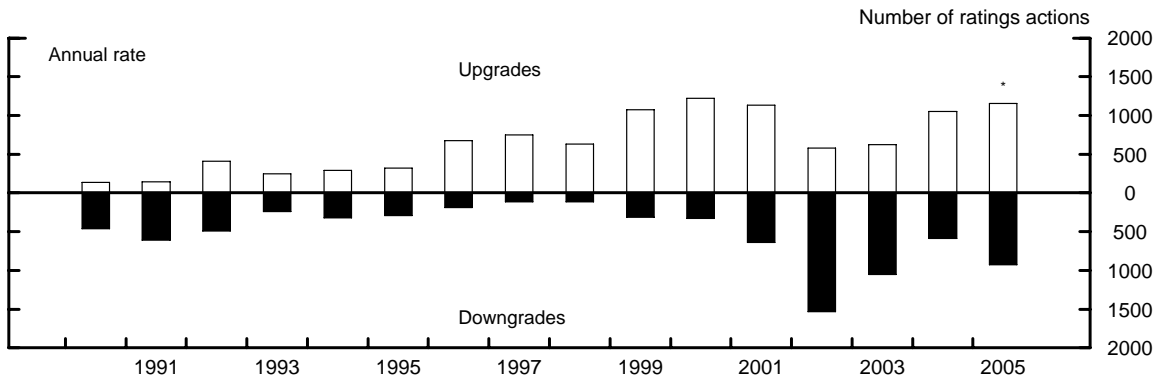 Number of ratings actions
Annual rate
Upgrades
*
2000
1500
1000
500
0
500
1000
1500
2000
Downgrades
1991 1993 1995 1997 1999 2001 2003 2005